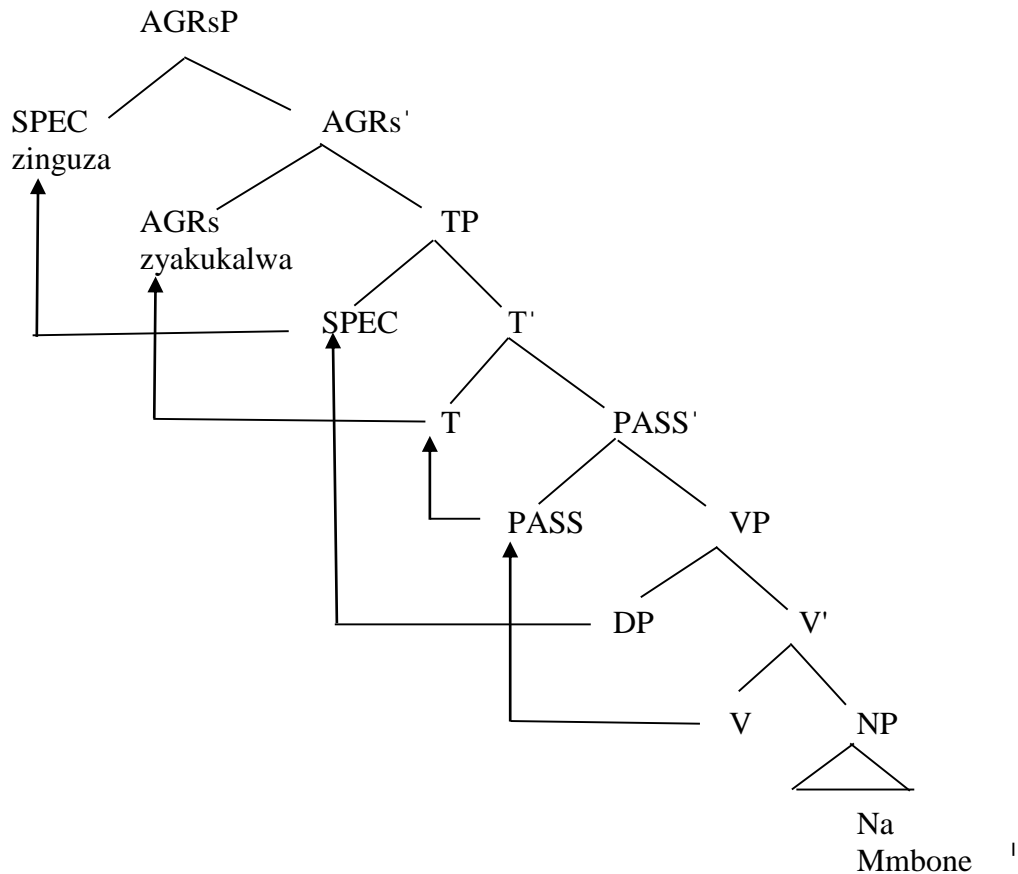 AGRsP
SPEC
zinguza
AGRs'
AGRs
zyakukalwa
TP
SPEC
T'
T
PASS'
PASS
VP
DP
V'
V
NP
Na
Mmbone